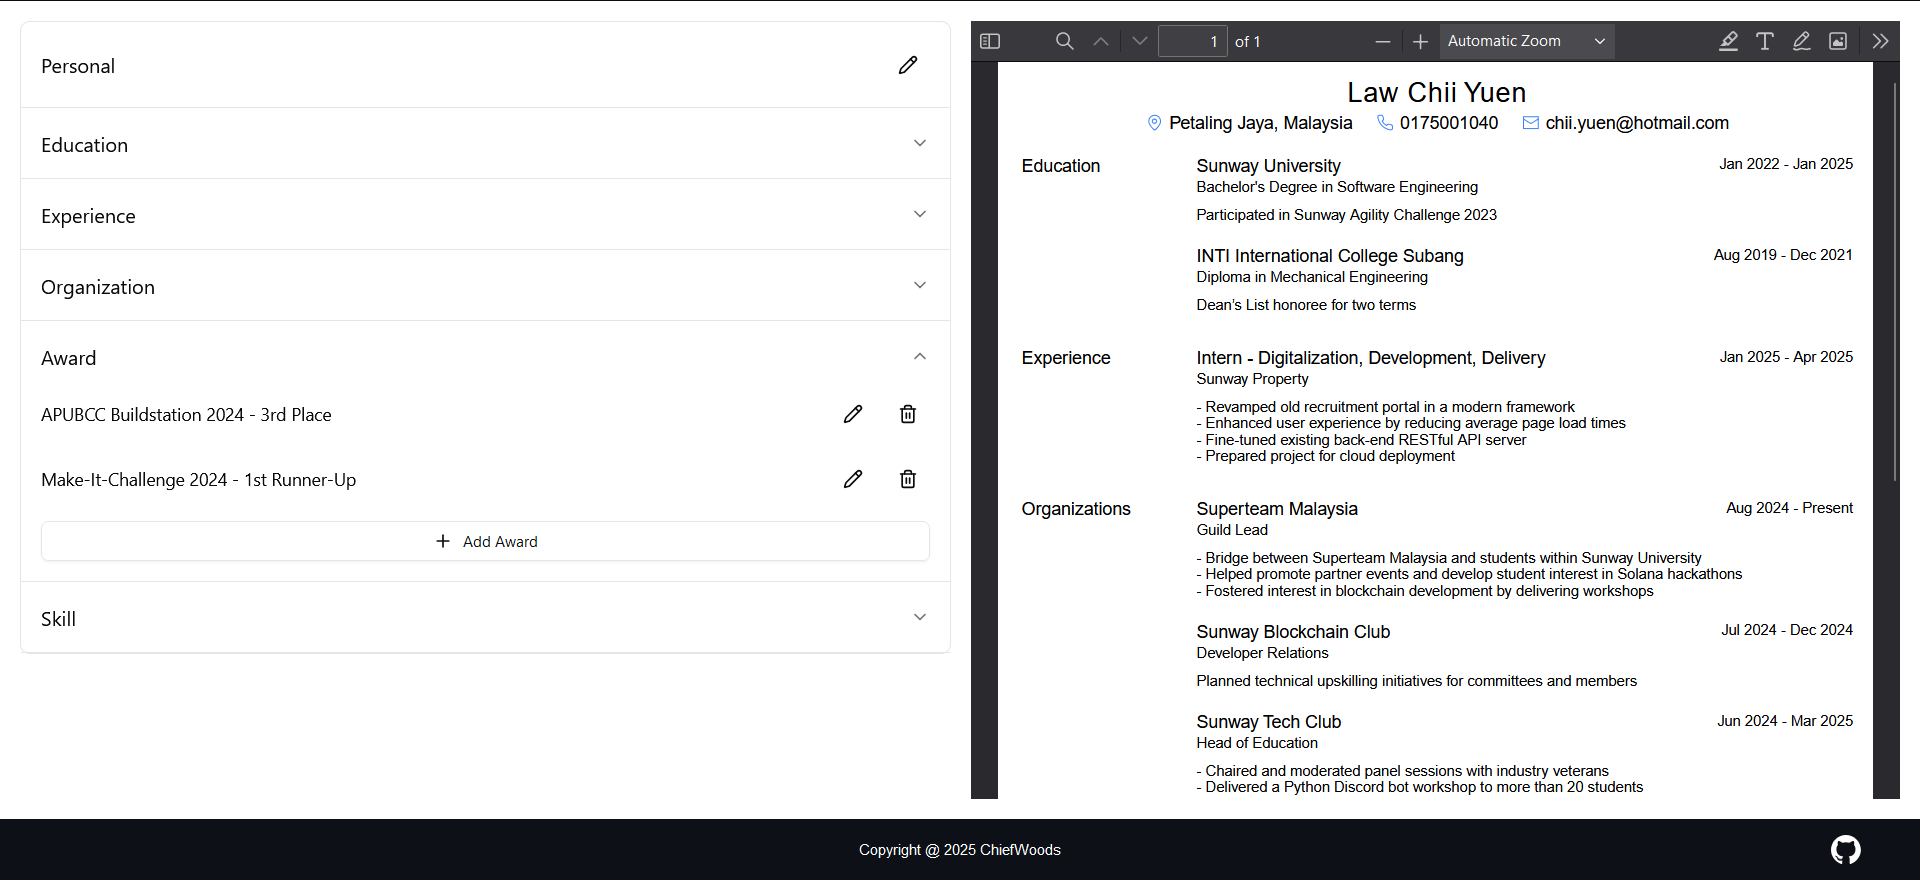 Personal
Education
Experience
Organization
Award
APUBCC Buildstation 2024 - 3rd Place
Make-It-Challenge 2024 - 1st Runner-Up
Add Award
Skill
1 of 1
Automatic Zoom
Law Chii Yuen
Petaling Jaya, Malaysia 0175001040 chii.yuen@hotmail.com
Education Sunway University Jan 2022 - Jan 2025
Bachelor's Degree in Software Engineering
Participated in Sunway Agility Challenge 2023
INTI International College Subang Aug 2019 - Dec 2021
Diploma in Mechanical Engineering
Dean’s List honoree for two terms
Experience Intern - Digitalization, Development, Delivery Jan 2025 - Apr 2025
Sunway Property
- Revamped old recruitment portal in a modern framework
- Enhanced user experience by reducing average page load times
- Fine-tuned existing back-end RESTful API server
- Prepared project for cloud deployment
Organizations Superteam Malaysia Aug 2024 - Present
Guild Lead
- Bridge between Superteam Malaysia and students within Sunway University
- Helped promote partner events and develop student interest in Solana hackathons
- Fostered interest in blockchain development by delivering workshops
Sunway Blockchain Club Jul 2024 - Dec 2024
Developer Relations
Planned technical upskilling initiatives for committees and members
Sunway Tech Club Jun 2024 - Mar 2025
Head of Education
- Chaired and moderated panel sessions with industry veterans
- Delivered a Python Discord bot workshop to more than 20 students
Copyright @ 2025 ChiefWoods